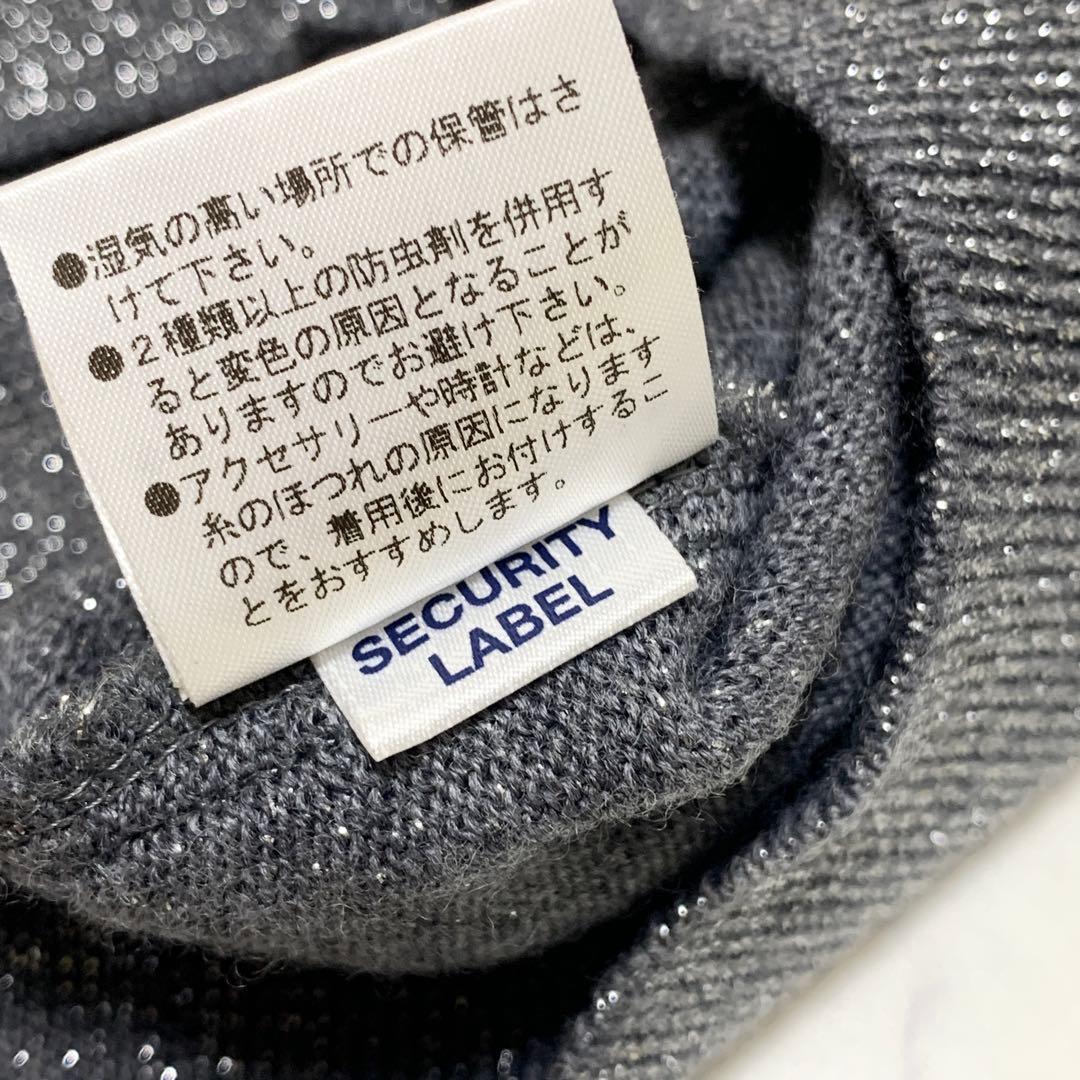 ●湿気の高い場所での保管はさ
けて下さい。
●2種類以上の防虫剤を併用す
ると変色の原因となることが
ありますのでお避け下さい。
●アクセサリーや時計などは、
糸のほつれの原因になります
ので、着用後にお付けするこ
とをおすすめします。
SECURITY
LABEL